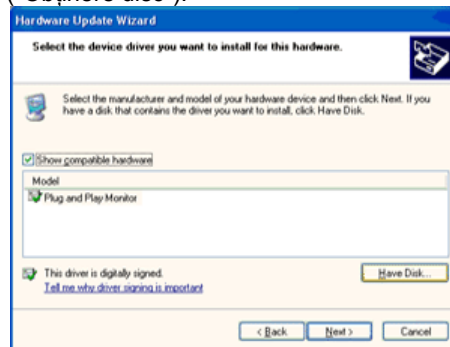 ("Obținere disc").
Hardware Update Wizard
Select the device driver you want to install for this hardware.
Select the manufacturer and model of your hardware device and then click Next. If you
have a disk that contains the driver you want to install, click Have Disk.
Show compatible hardware
Model
Plug and Play Monitor
This driver is digitally signed.
Have Disk...
Tell me why driver signing is important
< Back
Next >
Cancel